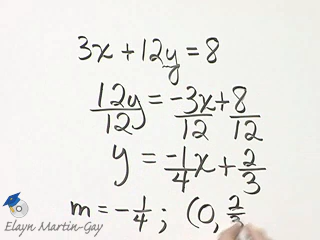 3x + 12y = 8
12y/12 = -3x/12 + 8/12
y = -1/4 x + 2/3
m = -1/4 ; (0, 2/3
Elayn Martin-Gay